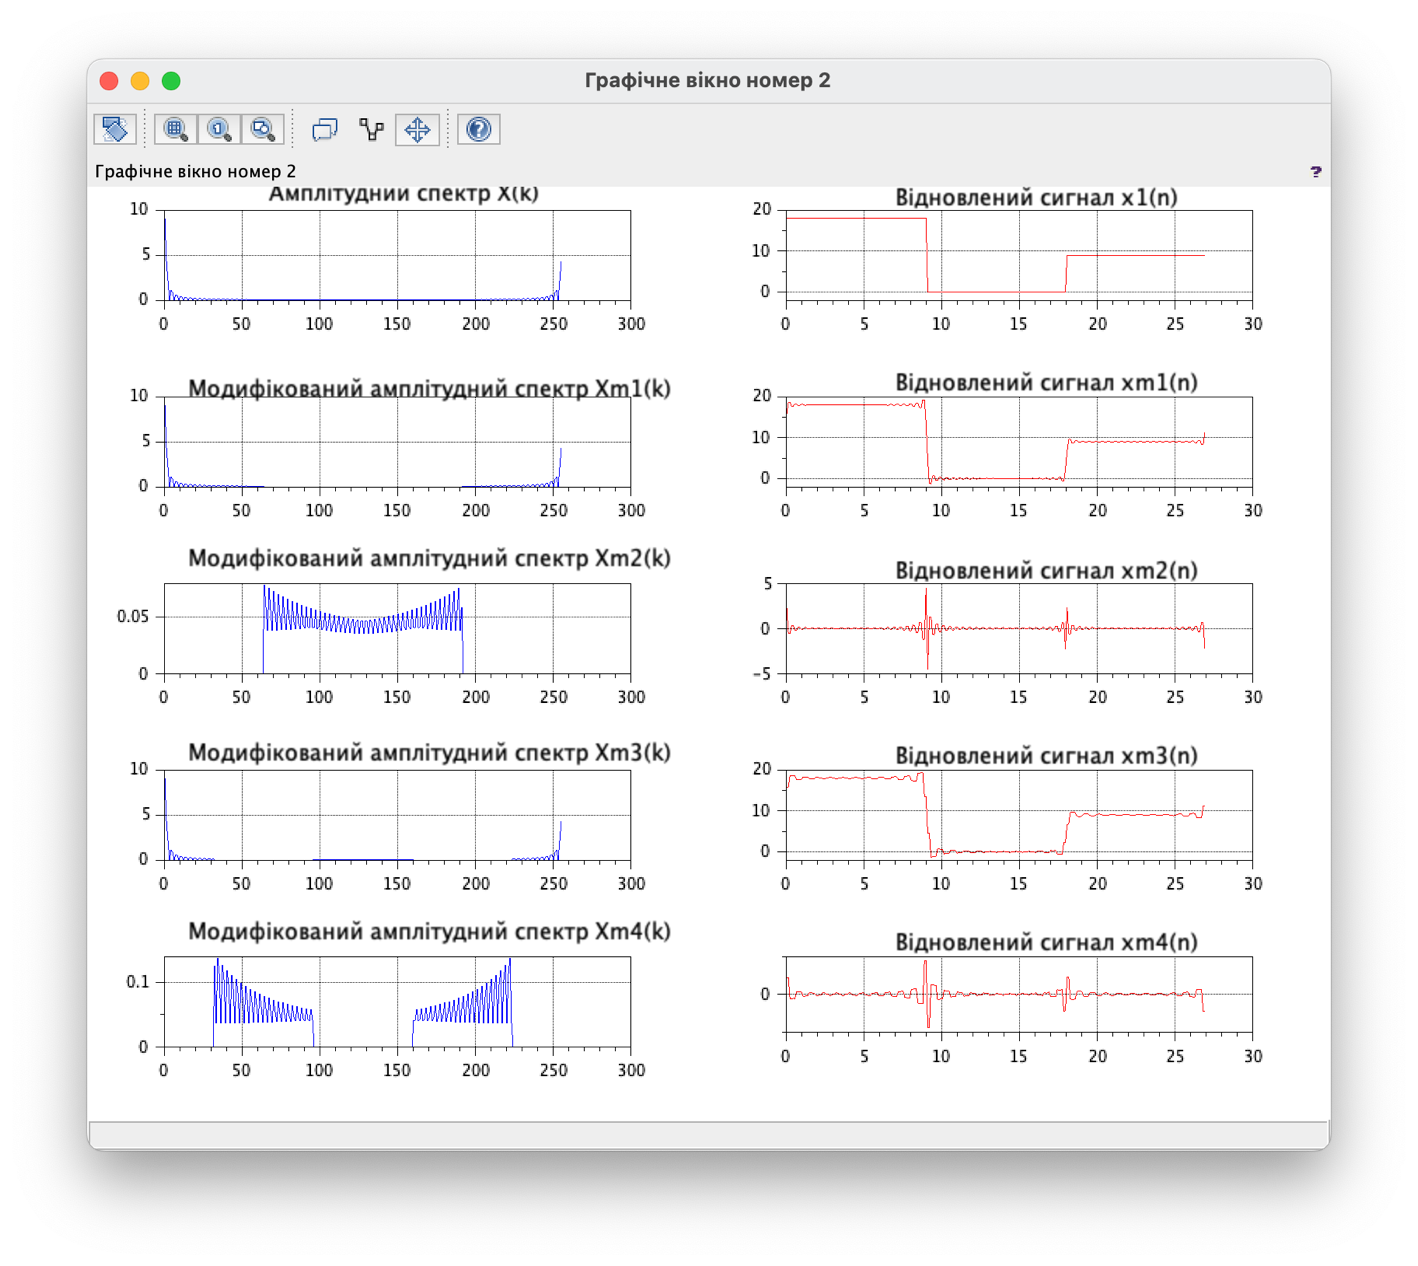 Графічне вікно номер 2
Графічне вікно номер 2
?
Амплітудний спектр X(k)
10
5
0
0 50 100 150 200 250 300
Відновлений сигнал x1(n)
20
10
0
0 5 10 15 20 25 30
Модифікований амплітудний спектр Xm1(k)
10
5
0
0 50 100 150 200 250 300
Відновлений сигнал xm1(n)
20
10
0
0 5 10 15 20 25 30
Модифікований амплітудний спектр Xm2(k)
0.05
0
0 50 100 150 200 250 300
Відновлений сигнал xm2(n)
5
0
-5
0 5 10 15 20 25 30
Модифікований амплітудний спектр Xm3(k)
10
5
0
0 50 100 150 200 250 300
Відновлений сигнал xm3(n)
20
10
0
0 5 10 15 20 25 30
Модифікований амплітудний спектр Xm4(k)
0.1
0
0 50 100 150 200 250 300
Відновлений сигнал xm4(n)
0
0 5 10 15 20 25 30